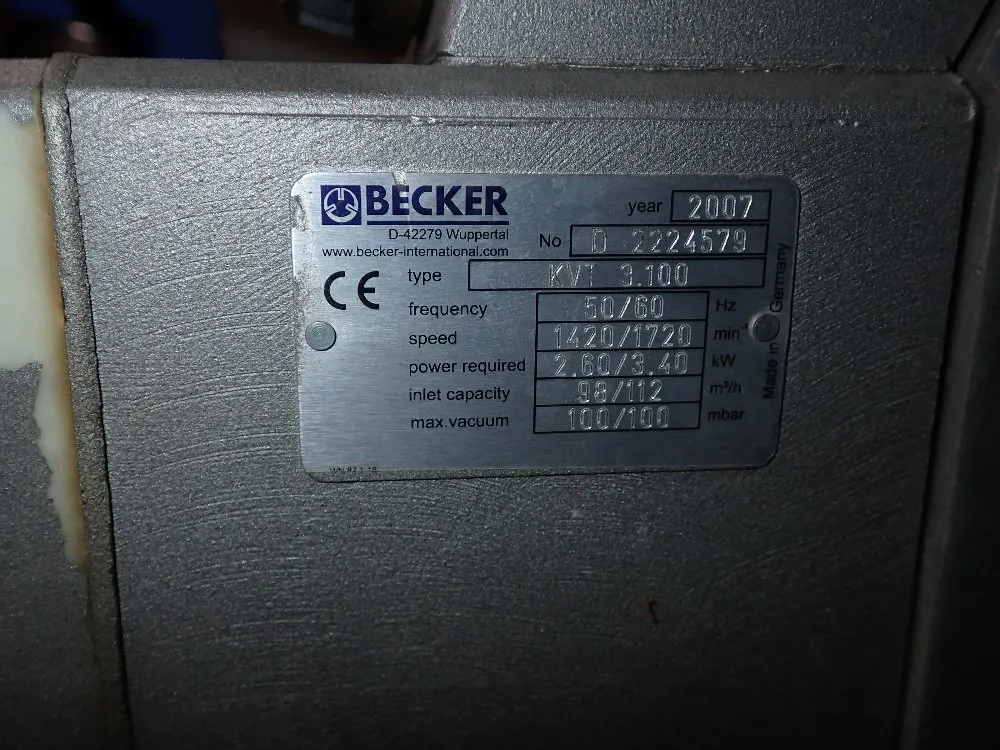 BECKER
D-42279 Wuppertal
www.becker-international.com
year 2007
No D 2224579
CE type KVT 3.100
frequency 50/60 Hz
speed 1420/1720 min⁻¹
power required 2.60/3.40 kW
inlet capacity 98/112 m³/h
max.vacuum 100/100 mbar
Made in Germany